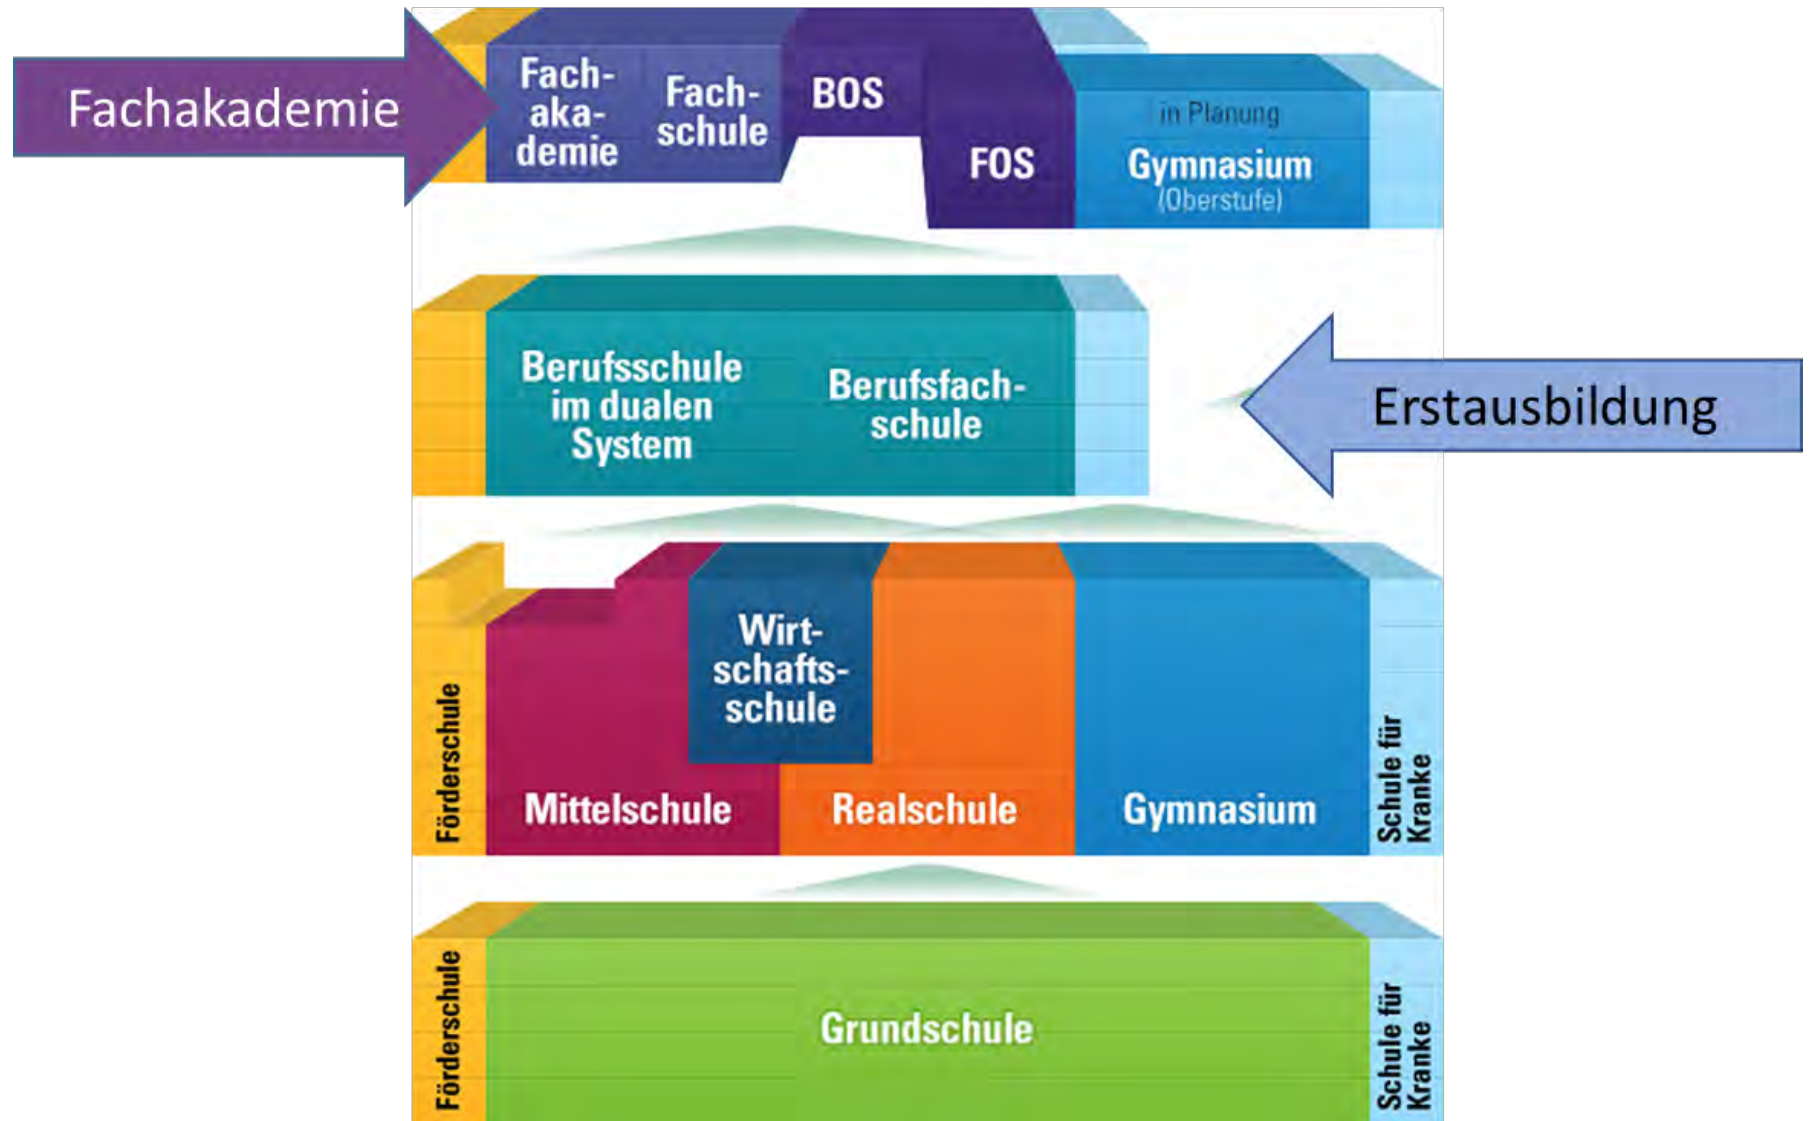 Fachakademie
Fach-
aka-
demie
Fach-
schule
BOS
FOS
in Planung
Gymnasium
(Oberstufe)
Berufsschule
im dualen
System
Berufsfach-
schule
Erstausbildung
Förderschule
Mittelschule
Wirt-
schafts-
schule
Realschule
Gymnasium
Schule für
Kranke
Förderschule
Grundschule
Schule für
Kranke